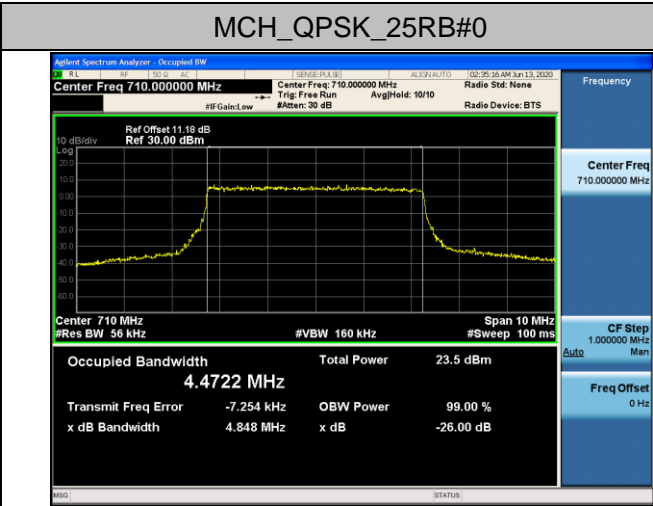 MCH_QPSK_25RB#0
Agilent Spectrum Analyzer - Occupied BW
RL RF 50 Ω AC SENSE:PULSE ALIGN AUTO 02:35:16 AM Jun 13, 2020
Center Freq 710.000000 MHz
Center Freq: 710.000000 MHz Radio Std: None
Trig: Free Run Avg|Hold: 10/10
#IFGain:Low #Atten: 30 dB Radio Device: BTS
Ref Offset 11.18 dB
10 dB/div Ref 30.00 dBm
Log
20.0
10.0
0.00
-10.0
-20.0
-30.0
-40.0
-50.0
-60.0
Center 710 MHz Span 10 MHz
#Res BW 56 kHz #VBW 160 kHz #Sweep 100 ms
Occupied Bandwidth Total Power 23.5 dBm
4.4722 MHz
Transmit Freq Error -7.254 kHz OBW Power 99.00 %
x dB Bandwidth 4.848 MHz x dB -26.00 dB
MSG STATUS
Frequency
Center Freq
710.000000 MHz
CF Step
1.000000 MHz
Auto Man
Freq Offset
0 Hz